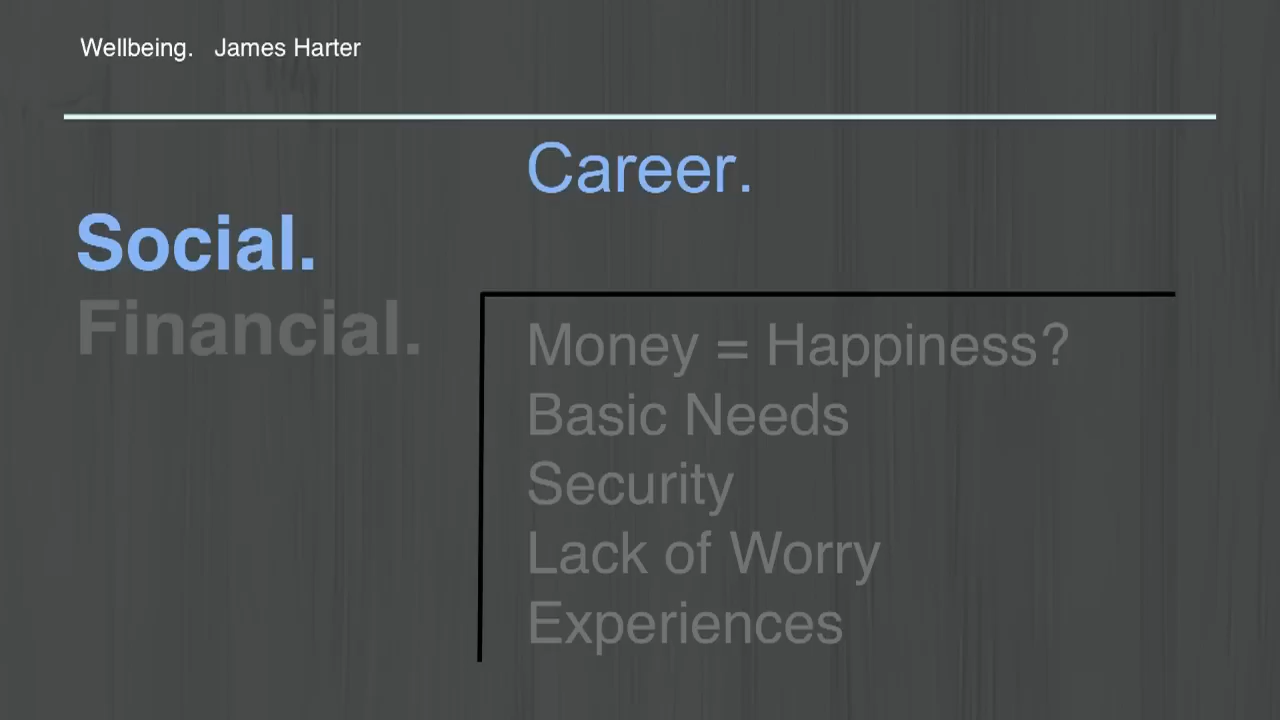 Wellbeing. James Harter
Career.
Social.
Financial.
Money = Happiness?
Basic Needs
Security
Lack of Worry
Experiences